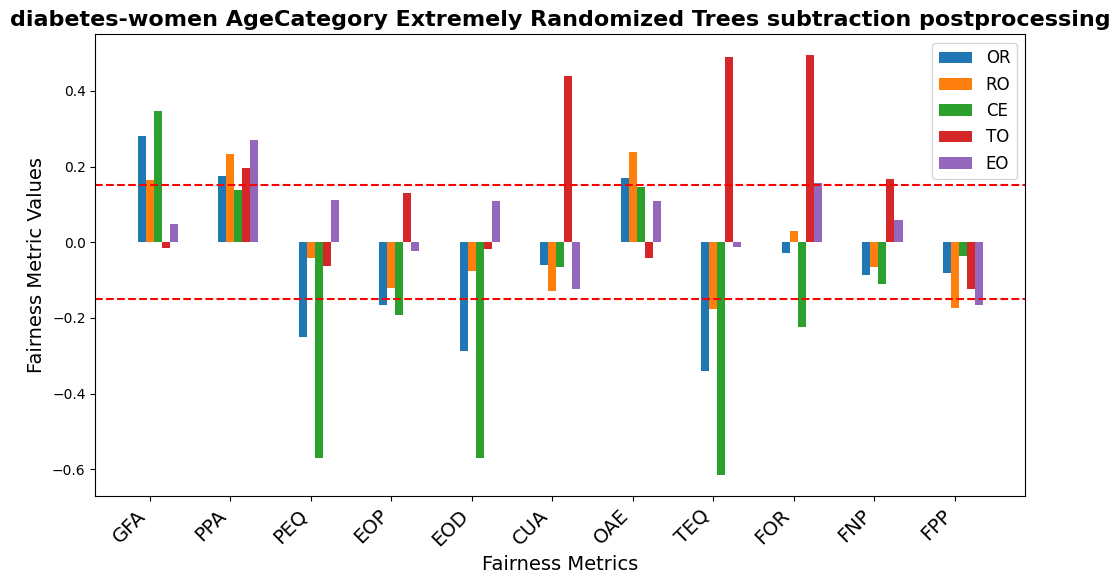 diabetes-women AgeCategory Extremely Randomized Trees subtraction postprocessing
OR
RO
CE
TO
EO
Fairness Metric Values
0.4
0.2
0.0
−0.2
−0.4
−0.6
GFA
PPA
PEQ
EOP
EOD
CUA
OAE
TEQ
FOR
FNP
FPP
Fairness Metrics